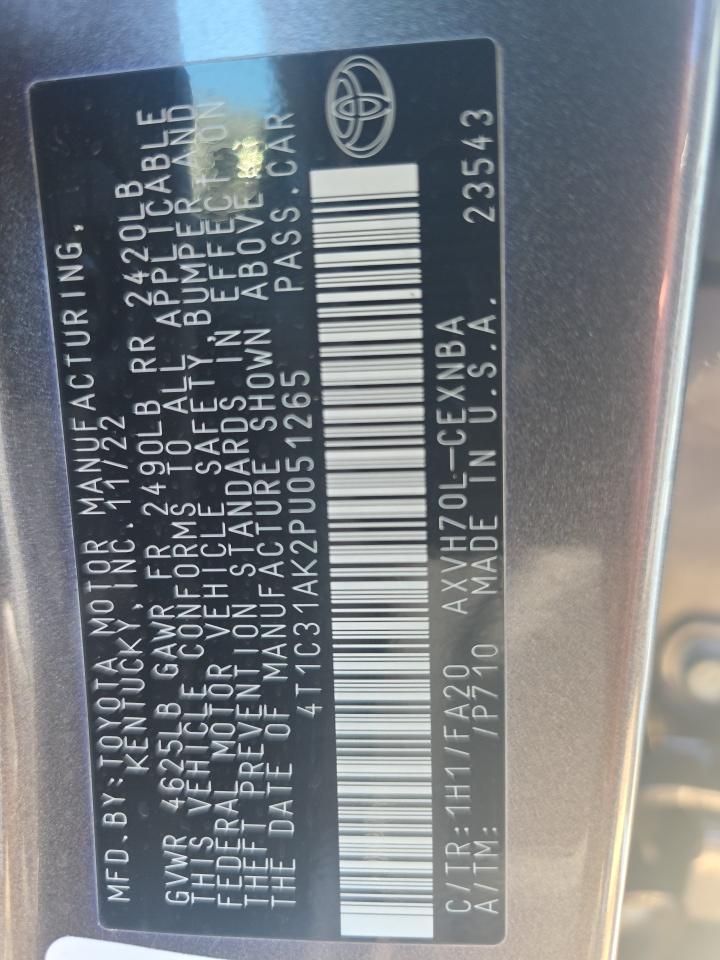 MFD.BY:TOYOTA MOTOR MANUFACTURING,
KENTUCKY, INC. 11/22
GVWR 4625LB GAWR FR 2490LB RR 2420LB
THIS VEHICLE CONFORMS TO ALL APPLICABLE
FEDERAL MOTOR VEHICLE SAFETY, BUMPER AND
THEFT PREVENTION STANDARDS IN EFFECT ON
THE DATE OF MANUFACTURE SHOWN ABOVE
4T1C31AK2PU051265 PASS.CAR
C/TR:1H1/FA20 AXVH70L-CEXNBA 23543
A/TM: /P710 MADE IN U.S.A.